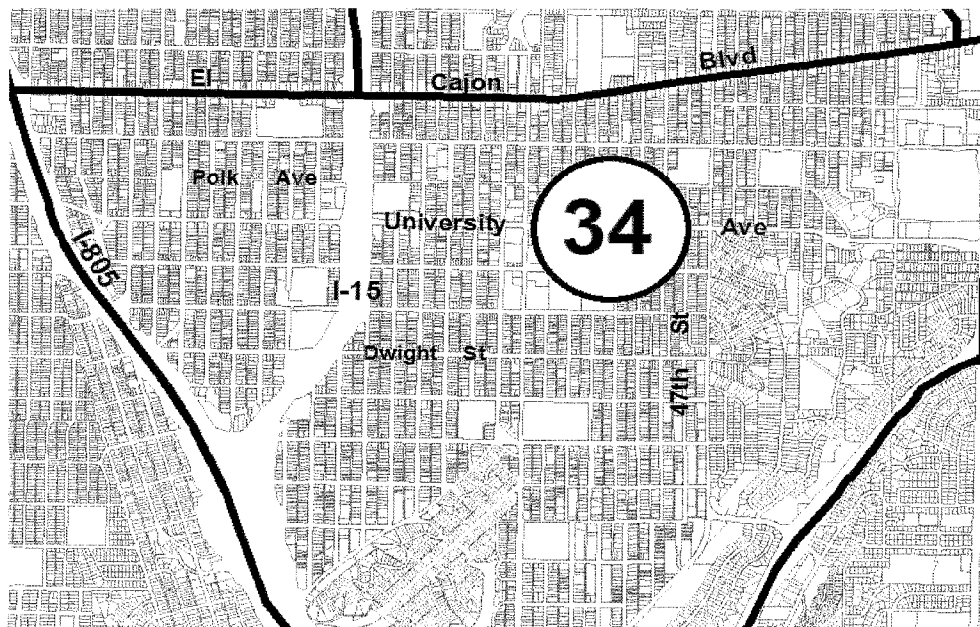 El Cajon Blvd
Polk Ave
University Ave
34
I-805
I-15
Dwight St
47th St